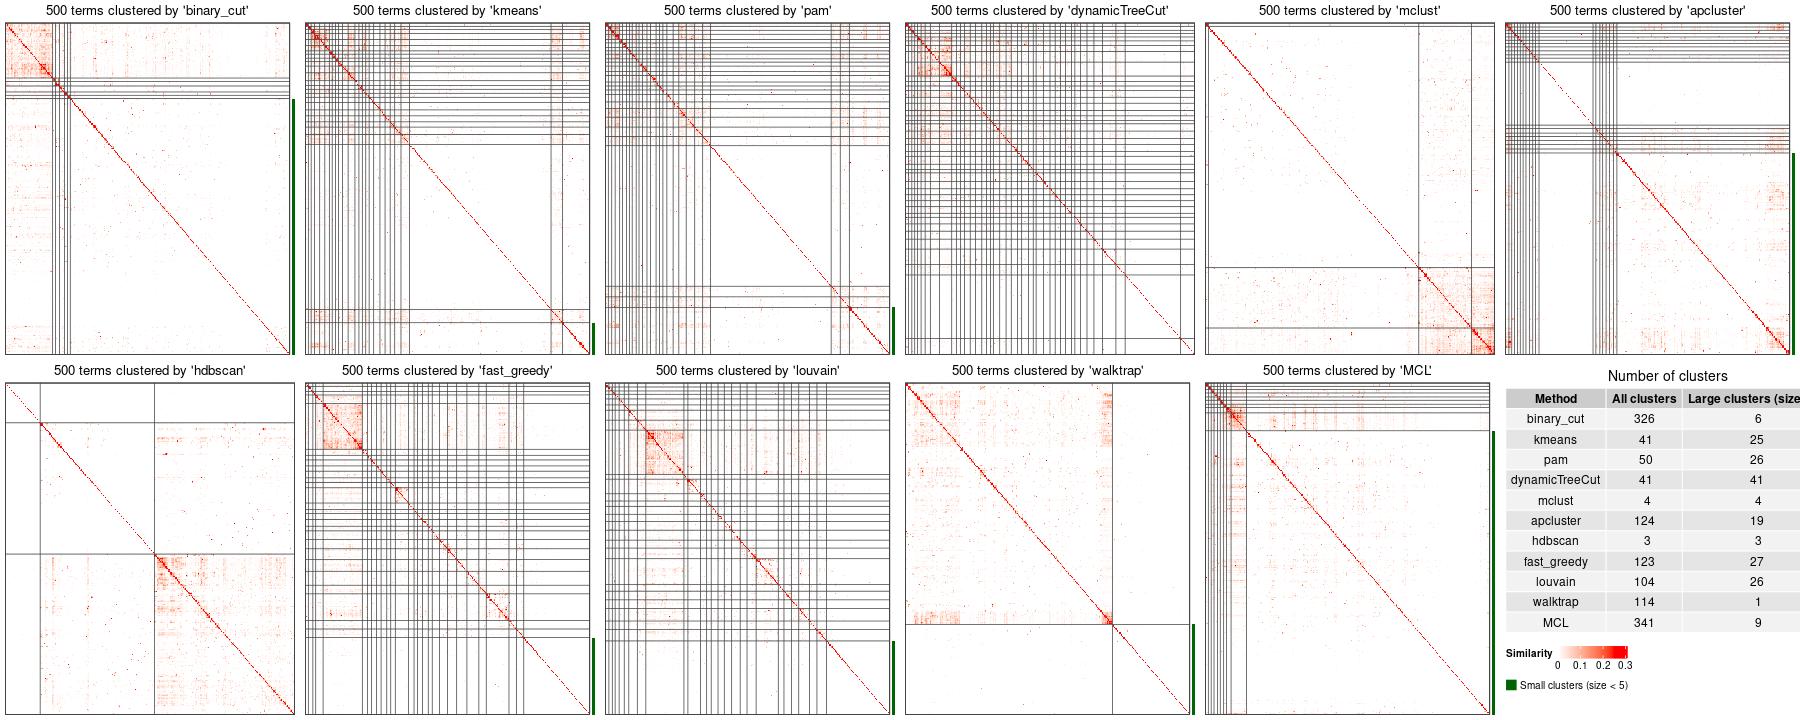 500 terms clustered by 'binary_cut'
500 terms clustered by 'kmeans'
500 terms clustered by 'pam'
500 terms clustered by 'dynamicTreeCut'
500 terms clustered by 'mclust'
500 terms clustered by 'apcluster'
500 terms clustered by 'hdbscan'
500 terms clustered by 'fast_greedy'
500 terms clustered by 'louvain'
500 terms clustered by 'walktrap'
500 terms clustered by 'MCL'
Number of clusters
Method All clusters Large clusters (size
binary_cut 326 6
kmeans 41 25
pam 50 26
dynamicTreeCut 41 41
mclust 4 4
apcluster 124 19
hdbscan 3 3
fast_greedy 123 27
louvain 104 26
walktrap 114 1
MCL 341 9
Similarity
0 0.1 0.2 0.3
Small clusters (size < 5)